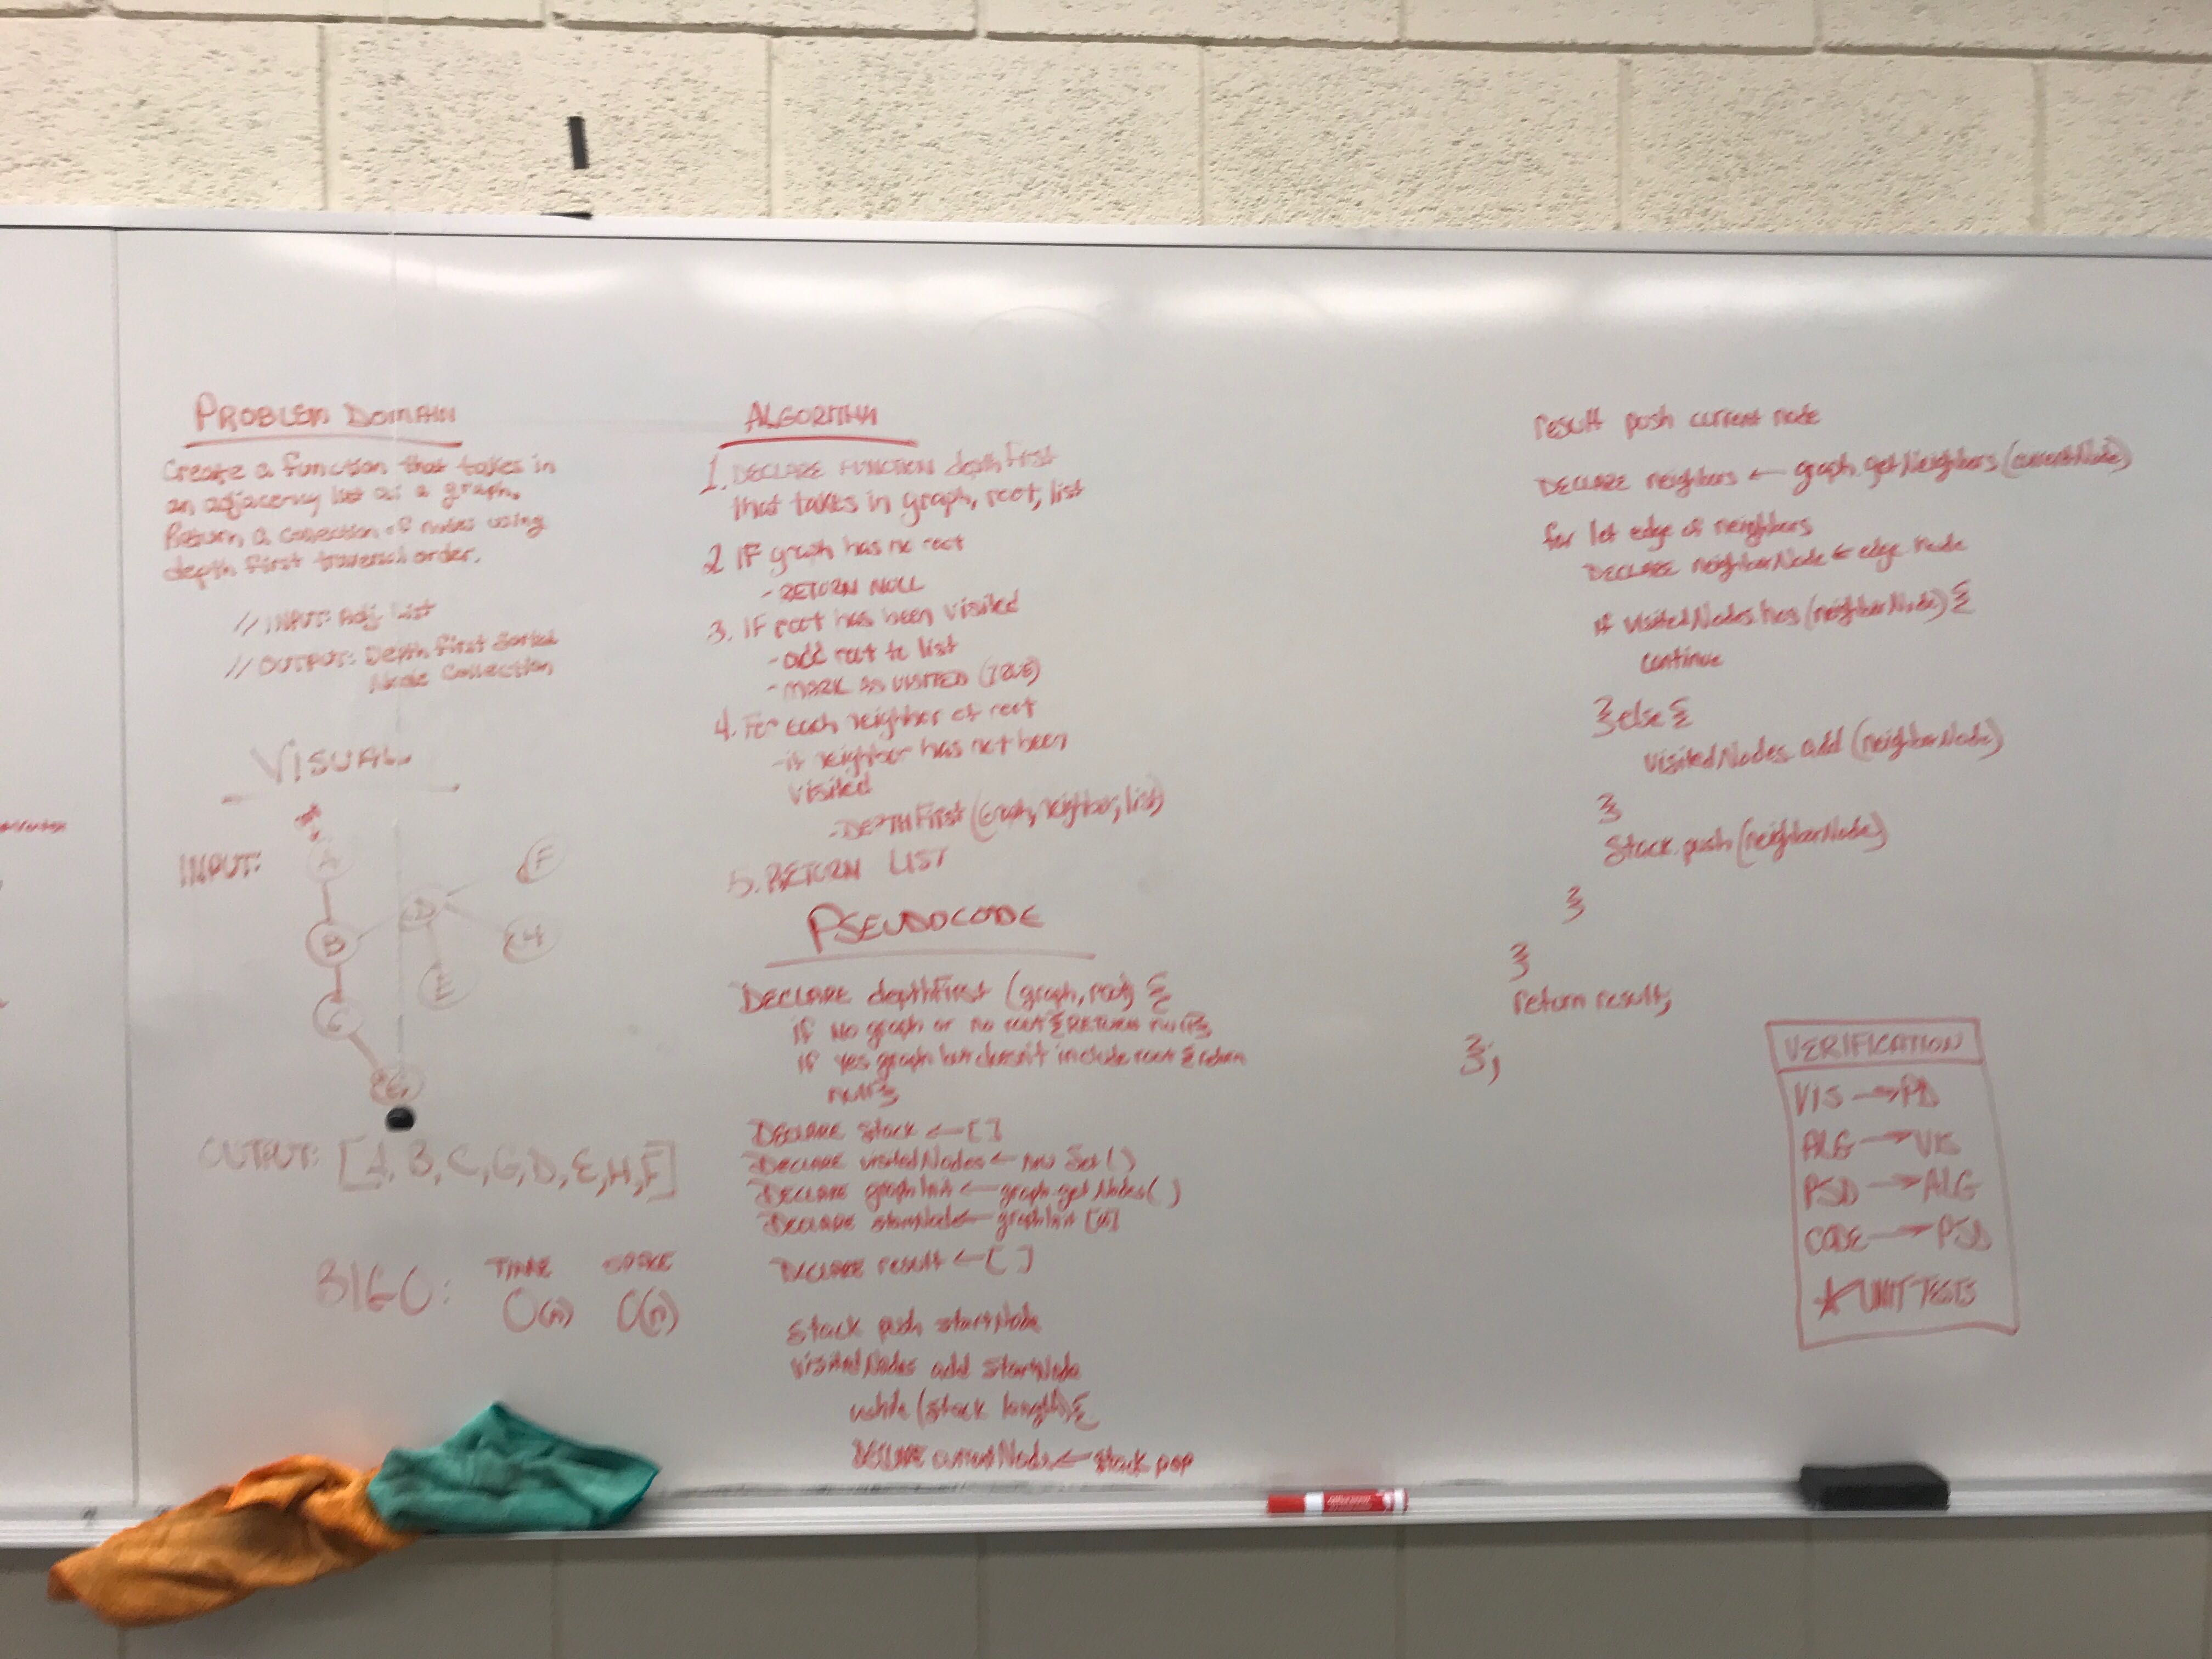 PROBLEM DOMAIN
Create a function that takes in
an adjacency list as a graph.
Return a collection of nodes using
depth first traversal order.
// INPUT: Adj List
// OUTPUT: Depth First Sorted
Node Collection
VISUAL
INPUT:
A
B
C
G
D
E
H
F
OUTPUT: [A, B, C, G, D, E, H, F]
BIG O: TIME SPACE
O(n) O(n)
ALGORITHM
1. DECLARE FUNCTION depthFirst
that takes in graph, root, list
2 IF graph has no root
- RETURN NULL
3. IF root has been visited
- add root to list
- MARK AS VISITED (TRUE)
4. For each neighbor of root
- if neighbor has not been
visited
- DEPTHFirst (Graph, neighbor, list)
5. RETURN LIST
PSEUDOCODE
DECLARE depthFirst (graph, root) {
if No graph or no root { RETURN null}
if yes graph but doesn't include root { return
null}
DECLARE stack ← [ ]
DECLARE visitedNodes ← new Set ( )
DECLARE graphInit ← graph.getNodes( )
DECLARE startNode ← graphInit [0]
DECLARE result ← [ ]
Stack push startNode
visitedNodes add startNode
while (stack length) {
DECLARE currentNode ← stack pop
result push current node
DECLARE neighbors ← graph.getNeighbors (currentNode)
for let edge of neighbors
DECLARE neighborNode ← edge.node
if visitedNodes has (neighborNode) {
continue
} else {
visitedNodes.add (neighborNode)
}
Stack.push (neighborNode)
}
}
return result;
};
VERIFICATION
VIS → PD
ALG → VIS
PSD → ALG
CODE → PSD
★ UNIT TESTS